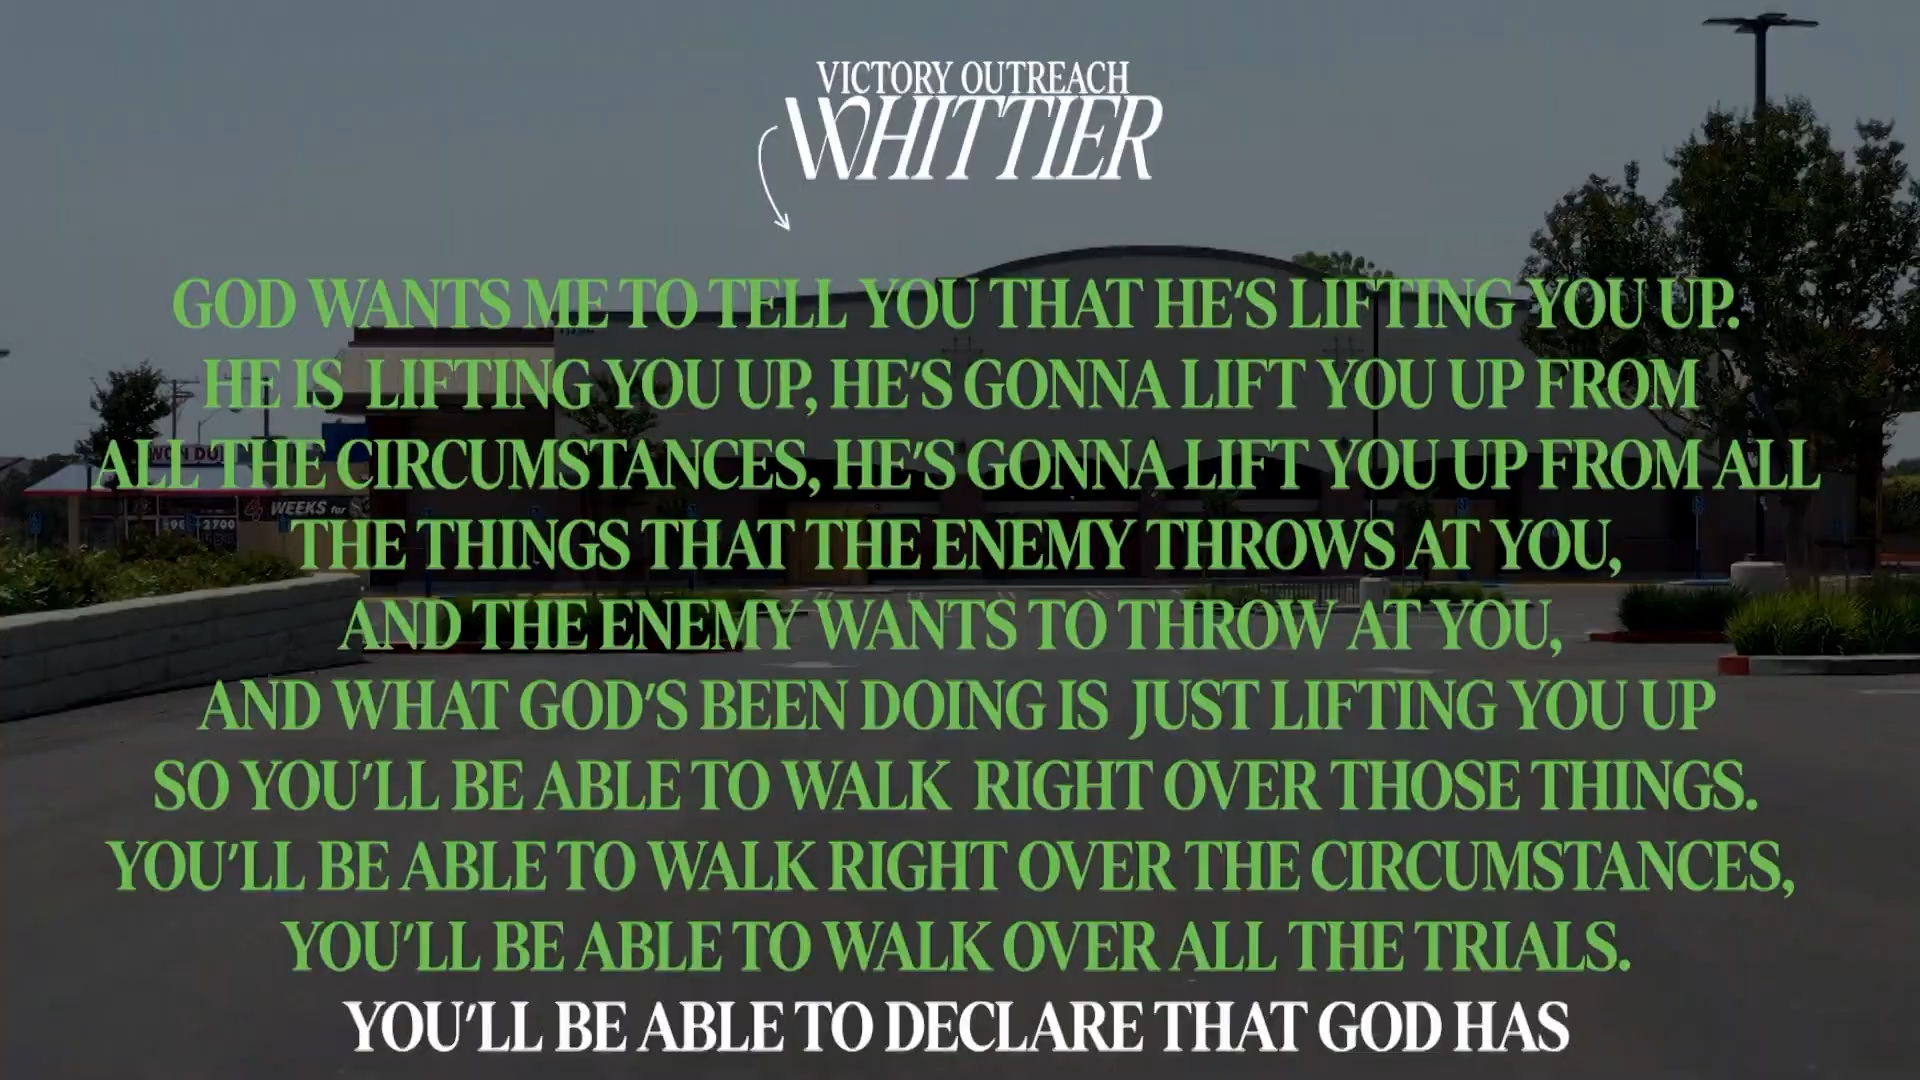 VICTORY OUTREACH
WHITTIER
GOD WANTS ME TO TELL YOU THAT HE'S LIFTING YOU UP.
HE IS LIFTING YOU UP, HE'S GONNA LIFT YOU UP FROM
ALL THE CIRCUMSTANCES, HE'S GONNA LIFT YOU UP FROM ALL
THE THINGS THAT THE ENEMY THROWS AT YOU,
AND THE ENEMY WANTS TO THROW AT YOU,
AND WHAT GOD'S BEEN DOING IS JUST LIFTING YOU UP
SO YOU'LL BE ABLE TO WALK RIGHT OVER THOSE THINGS.
YOU'LL BE ABLE TO WALK RIGHT OVER THE CIRCUMSTANCES,
YOU'LL BE ABLE TO WALK OVER ALL THE TRIALS.
YOU'LL BE ABLE TO DECLARE THAT GOD HAS
4 WEEKS for
2700